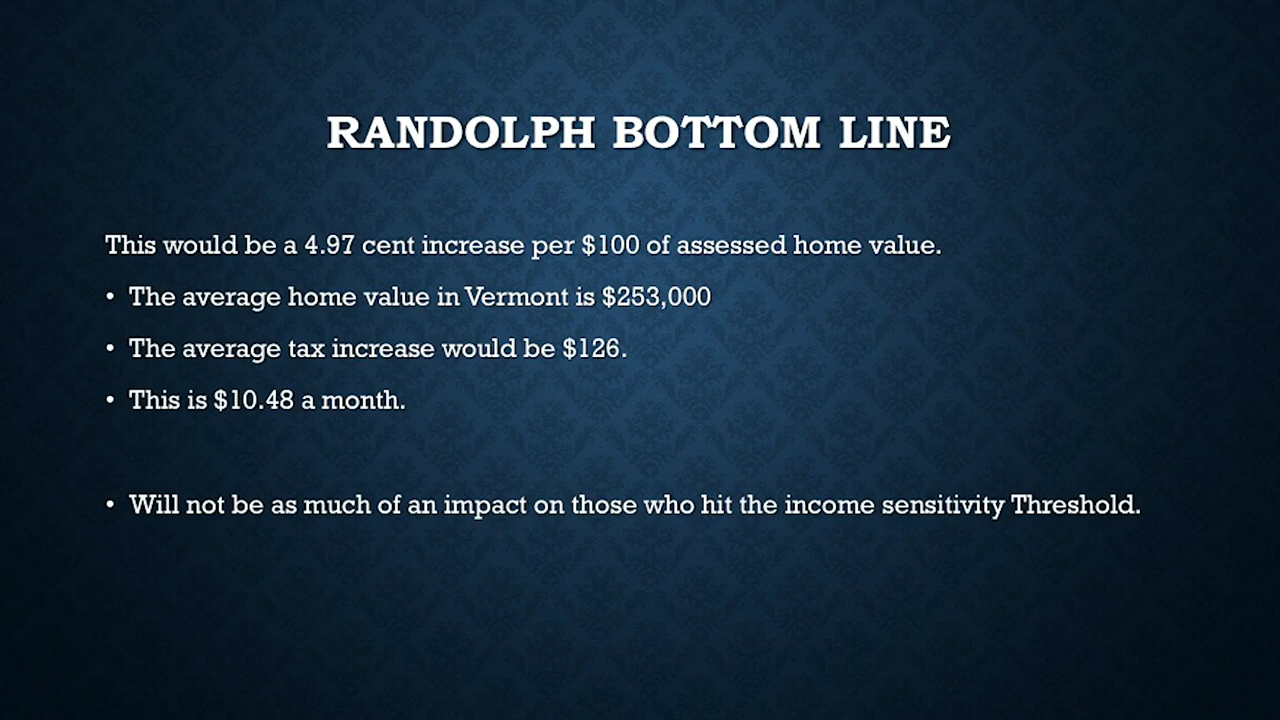 RANDOLPH BOTTOM LINE
This would be a 4.97 cent increase per $100 of assessed home value.
• The average home value in Vermont is $253,000
• The average tax increase would be $126.
• This is $10.48 a month.
• Will not be as much of an impact on those who hit the income sensitivity Threshold.